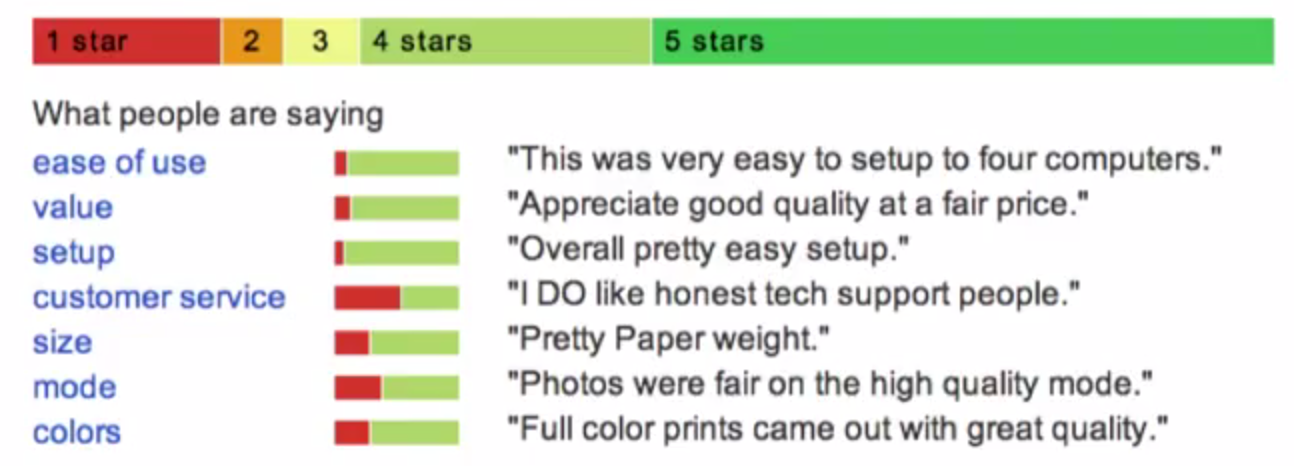 1 star 2 3 4 stars 5 stars
What people are saying
ease of use "This was very easy to setup to four computers."
value "Appreciate good quality at a fair price."
setup "Overall pretty easy setup."
customer service "I DO like honest tech support people."
size "Pretty Paper weight."
mode "Photos were fair on the high quality mode."
colors "Full color prints came out with great quality."